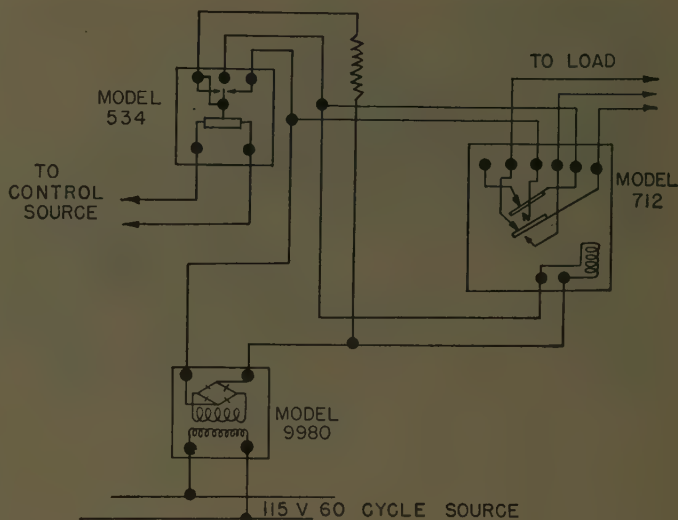 TO LOAD
MODEL
534
TO
CONTROL
SOURCE
MODEL
712
MODEL
9980
115 V 60 CYCLE SOURCE